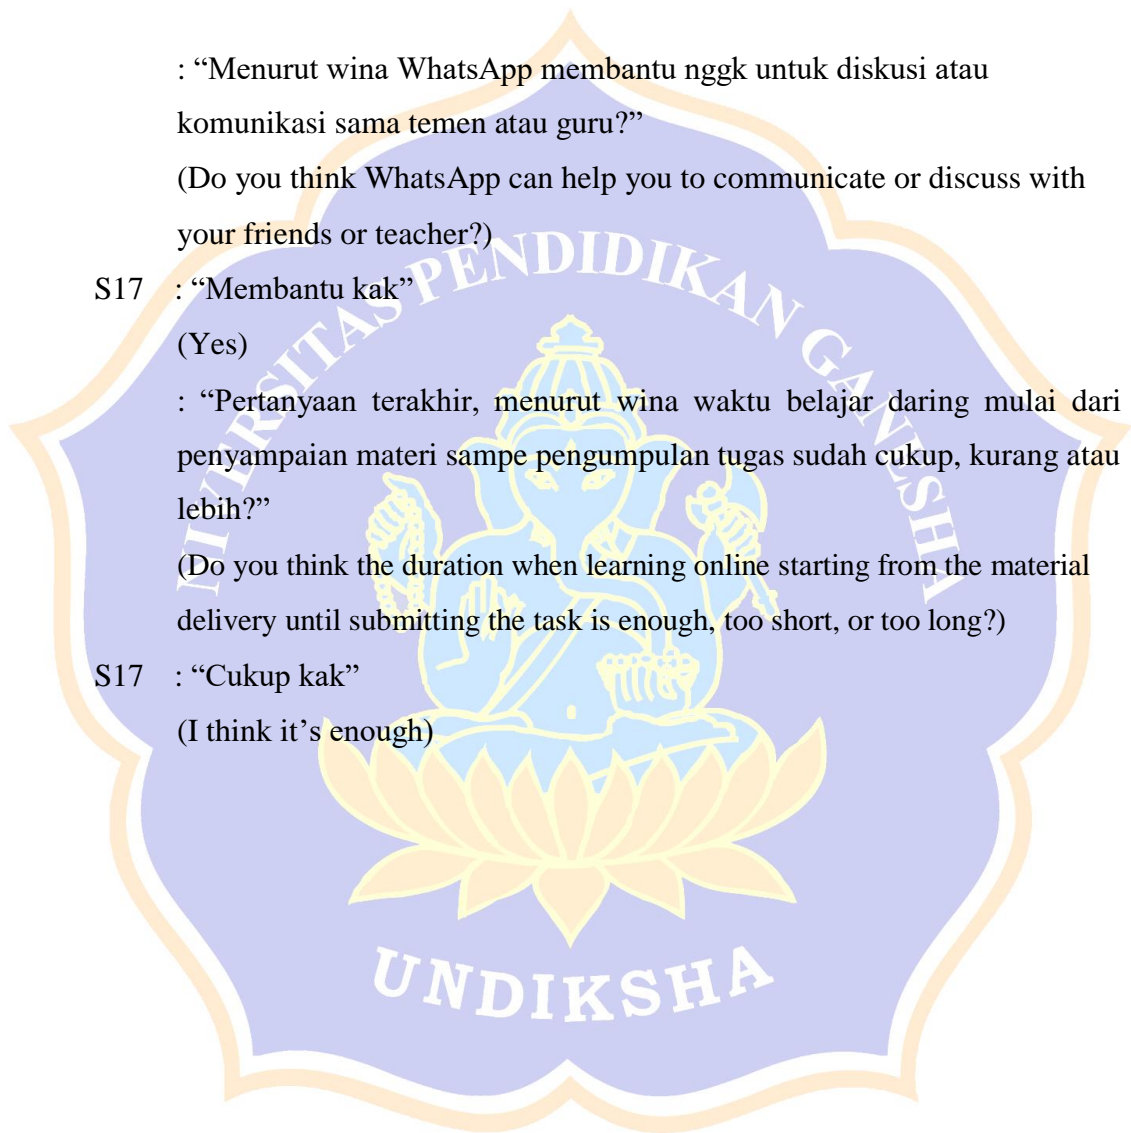 : “Menurut wina WhatsApp membantu nggk untuk diskusi atau
komunikasi sama temen atau guru?”
(Do you think WhatsApp can help you to communicate or discuss with
your friends or teacher?)
S17 : “Membantu kak”
(Yes)
: “Pertanyaan terakhir, menurut wina waktu belajar daring mulai dari
penyampaian materi sampe pengumpulan tugas sudah cukup, kurang atau
lebih?”
(Do you think the duration when learning online starting from the material
delivery until submitting the task is enough, too short, or too long?)
S17 : “Cukup kak”
(I think it’s enough)
UNIVERSITAS PENDIDIKAN GANESHA
UNDIKSHA